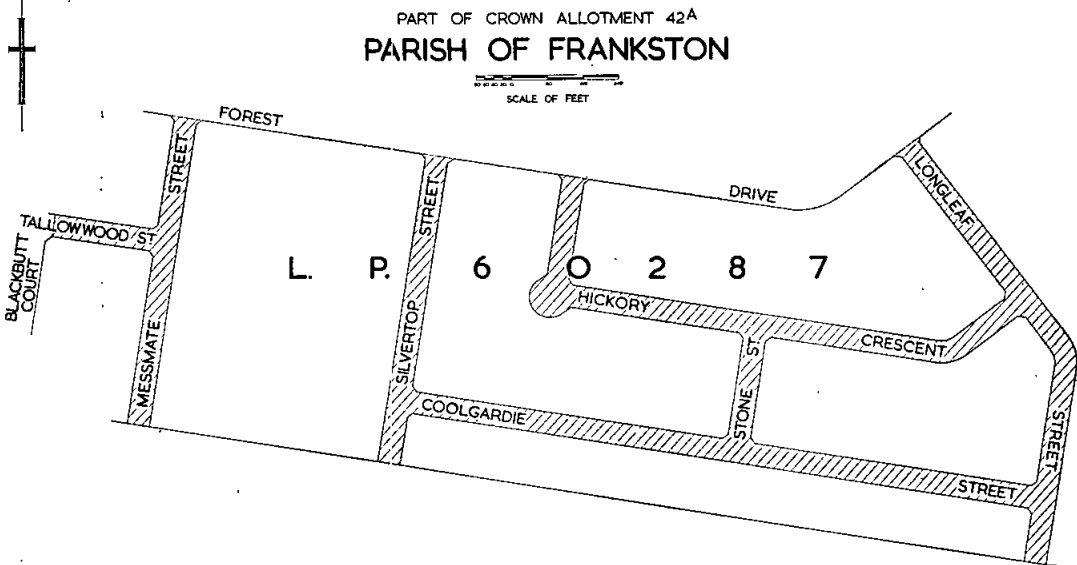 PART OF CROWN ALLOTMENT 42A
PARISH OF FRANKSTON
SCALE OF FEET
FOREST
DRIVE
STREET
STREET
LONGLEAF
TALLOWWOOD ST
BLACKBUTT
COURT
L. P. 6 0 2 8 7
HICKORY
CRESCENT
MESSMATE
SILVERTOP
STONE ST
COOLGARDIE
STREET
STREET